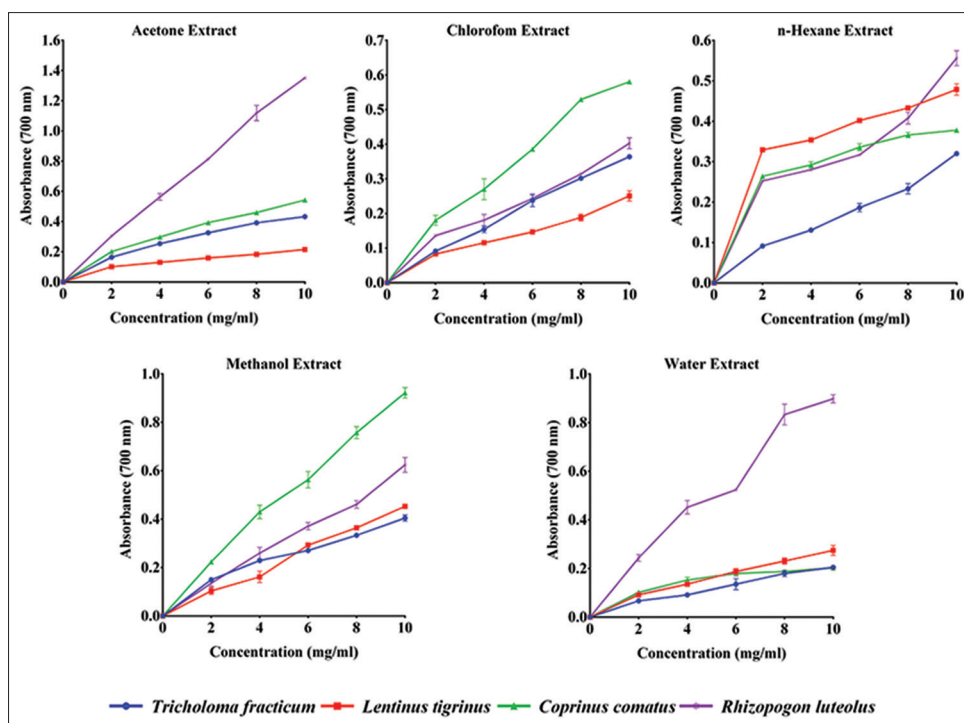 Acetone Extract
1.6
1.4
1.2
1.0
0.8
0.6
0.4
0.2
0.0
Absorbance (700 nm)
0 2 4 6 8 10
Concentration (mg/ml)
Chlorofom Extract
0.7
0.6
0.5
0.4
0.3
0.2
0.1
0.0
Absorbance (700 nm)
0 2 4 6 8 10
Concentration (mg/ml)
n-Hexane Extract
0.6
0.5
0.4
0.3
0.2
0.1
0.0
Absorbance (700 nm)
0 2 4 6 8 10
Concentration (mg/ml)
Methanol Extract
1.0
0.8
0.6
0.4
0.2
0.0
Absorbance (700 nm)
0 2 4 6 8 10
Concentration (mg/ml)
Water Extract
1.0
0.8
0.6
0.4
0.2
0.0
Absorbance (700 nm)
0 2 4 6 8 10
Concentration (mg/ml)
Tricholoma fracticum Lentinus tigrinus Coprinus comatus Rhizopogon luteolus